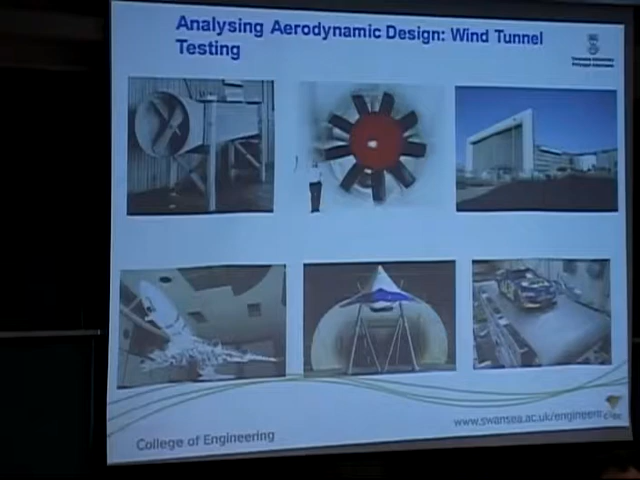 Analysing Aerodynamic Design: Wind Tunnel
Testing
College of Engineering
www.swansea.ac.uk/engineering